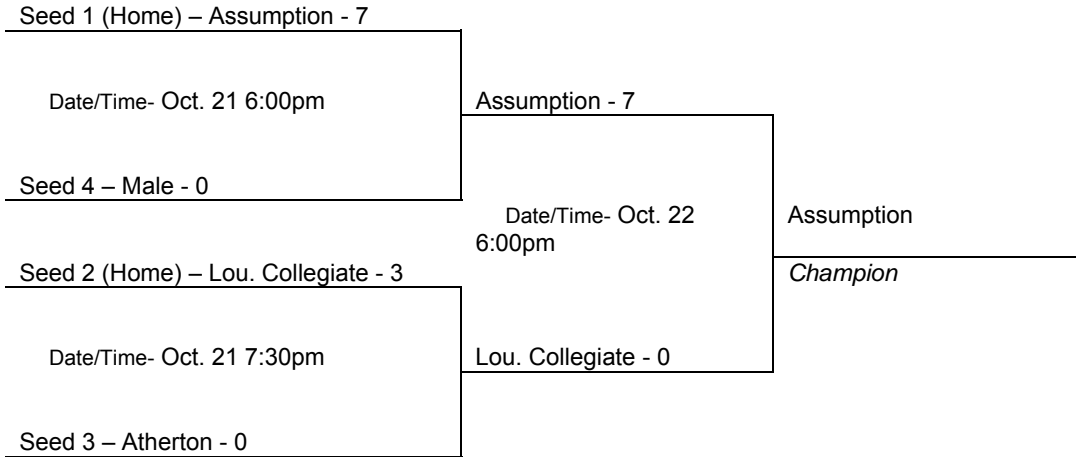 Seed 1 (Home) – Assumption - 7
Date/Time- Oct. 21 6:00pm
Assumption - 7
Seed 4 – Male - 0
Date/Time- Oct. 22
6:00pm
Assumption
Champion
Seed 2 (Home) – Lou. Collegiate - 3
Date/Time- Oct. 21 7:30pm
Lou. Collegiate - 0
Seed 3 – Atherton - 0